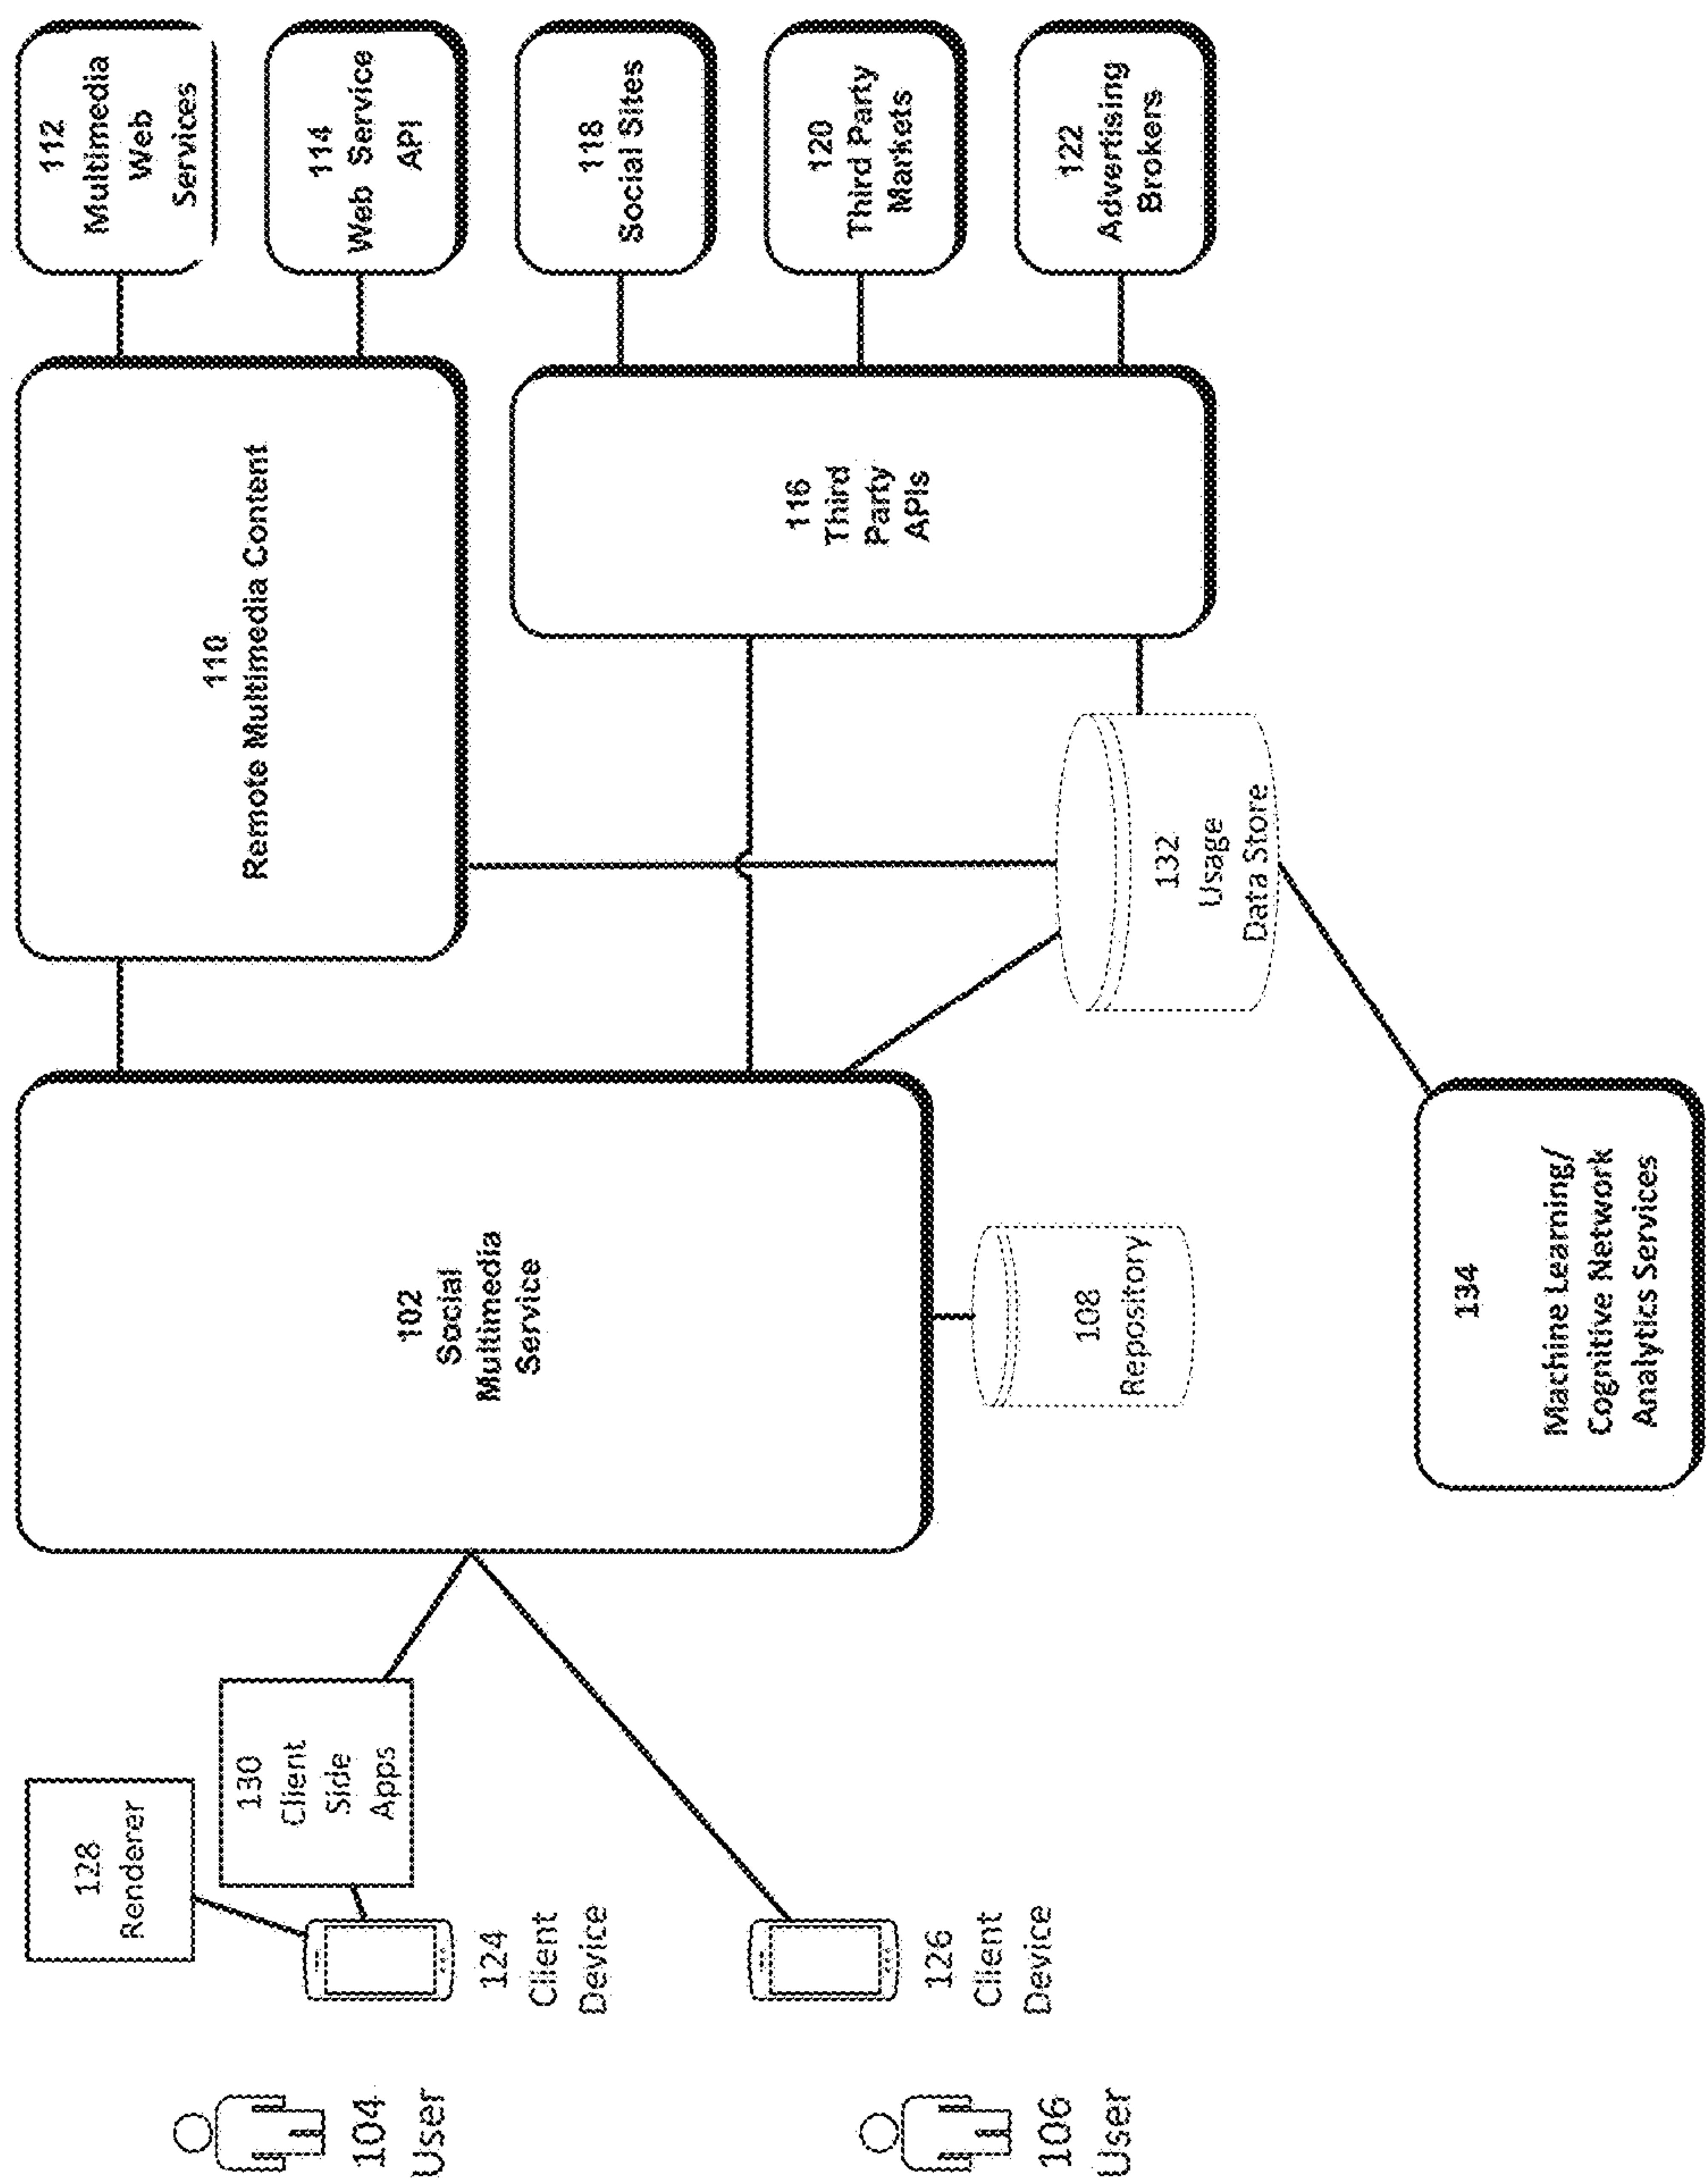 104
User
106
User
128
Renderer
124
Client
Device
126
Client
Device
130
Client
Side
Apps
102
Social
Multimedia
Service
108
Repository
134
Machine Learning/
Cognitive Network
Analytics Services
110
Remote Multimedia Content
132
Usage
Data Store
116
Third
Party
APIs
112
Multimedia
Web
Services
114
Web Service
API
118
Social Sites
120
Third Party
Markets
122
Advertising
Brokers